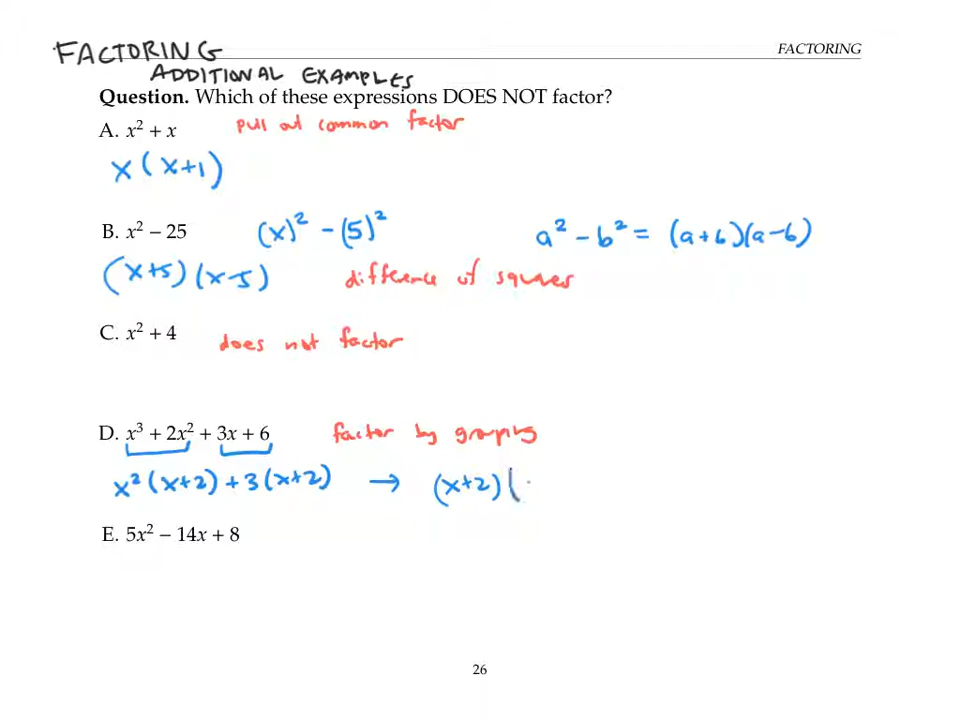 FACTORING
FACTORING
ADDITIONAL EXAMPLES
Question. Which of these expressions DOES NOT factor?
A. x² + x pull out common factor
x(x+1)
B. x² − 25 (x)² − (5)² a² − b² = (a+b)(a−b)
(x+5)(x−5) difference of squares
C. x² + 4 does not factor
D. x³ + 2x² + 3x + 6 factor by grouping
x²(x+2) + 3(x+2) → (x+2)(
E. 5x² − 14x + 8
26